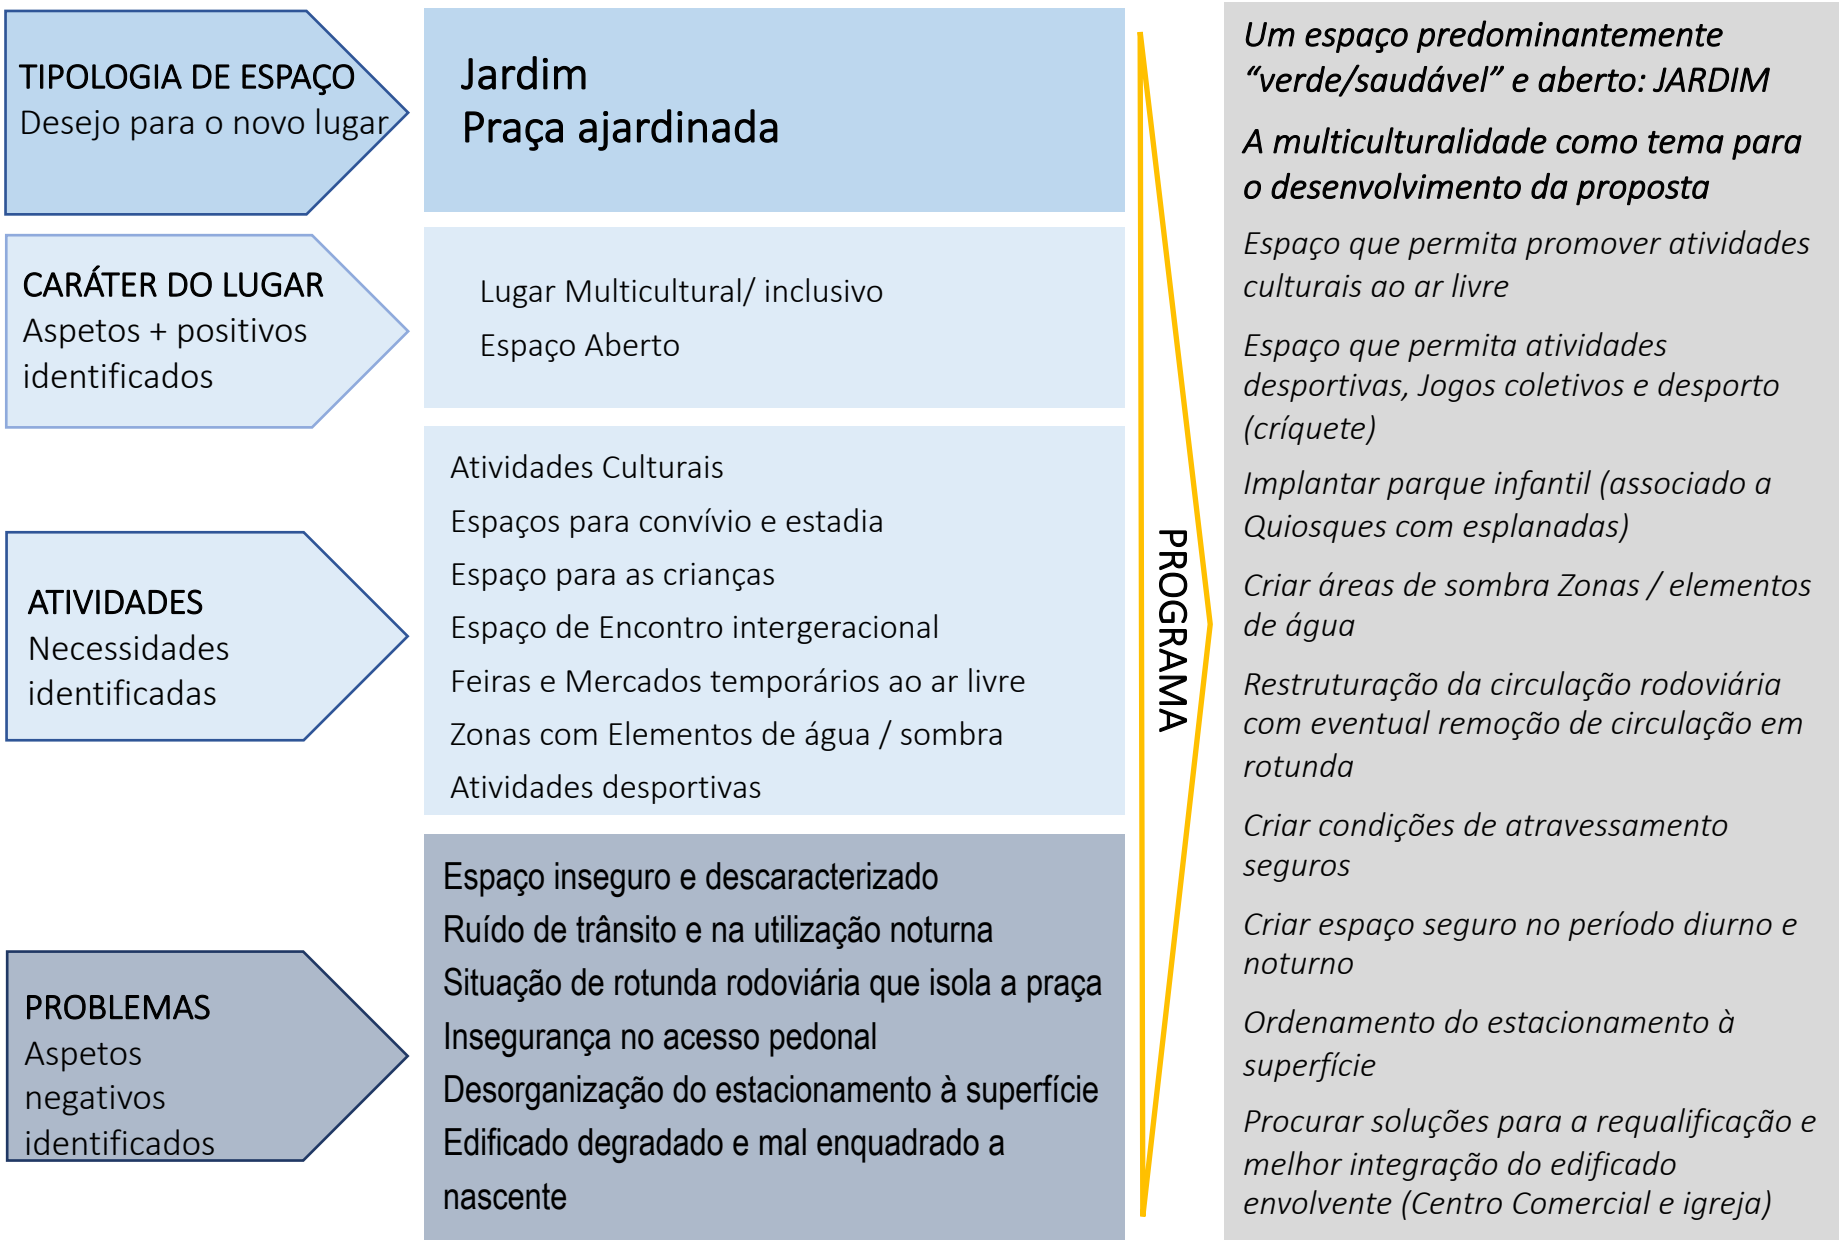 TIPOLOGIA DE ESPAÇO
Desejo para o novo lugar
Jardim
Praça ajardinada
CARÁTER DO LUGAR
Aspetos + positivos
identificados
Lugar Multicultural/ inclusivo
Espaço Aberto
ATIVIDADES
Necessidades
identificadas
Atividades Culturais
Espaços para convívio e estadia
Espaço para as crianças
Espaço de Encontro intergeracional
Feiras e Mercados temporários ao ar livre
Zonas com Elementos de água / sombra
Atividades desportivas
PROBLEMAS
Aspetos
negativos
identificados
Espaço inseguro e descaracterizado
Ruído de trânsito e na utilização noturna
Situação de rotunda rodoviária que isola a praça
Insegurança no acesso pedonal
Desorganização do estacionamento à superfície
Edificado degradado e mal enquadrado a
nascente
PROGRAMA
Um espaço predominantemente
“verde/saudável” e aberto: JARDIM
A multiculturalidade como tema para
o desenvolvimento da proposta
Espaço que permita promover atividades
culturais ao ar livre
Espaço que permita atividades
desportivas, Jogos coletivos e desporto
(críquete)
Implantar parque infantil (associado a
Quiosques com esplanadas)
Criar áreas de sombra Zonas / elementos
de água
Restruturação da circulação rodoviária
com eventual remoção de circulação em
rotunda
Criar condições de atravessamento
seguros
Criar espaço seguro no período diurno e
noturno
Ordenamento do estacionamento à
superfície
Procurar soluções para a requalificação e
melhor integração do edificado
envolvente (Centro Comercial e igreja)